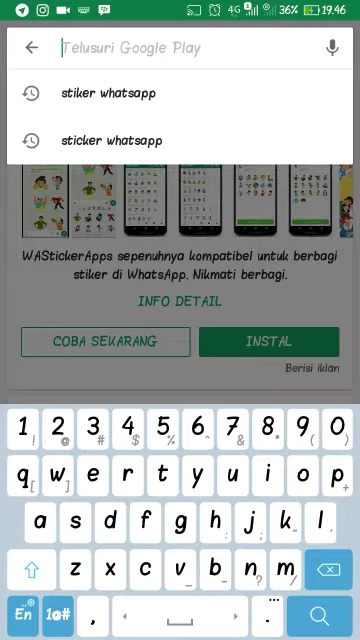 4G 36% 19.46
Telusuri Google Play
stiker whatsapp
sticker whatsapp
WAStickerApps sepenuhnya kompatibel untuk berbagi
stiker di WhatsApp. Nikmati berbagi.
INFO DETAIL
COBA SEKARANG INSTAL
Berisi iklan
1 2 3 4 5 6 7 8 9 0
! @ # $ % ^ & * ( )
q w e r t y u i o p
[ ] +
a s d f g h j k l
: ; " '
z x c v b n m
_ - ? /
En 1@# , . ...